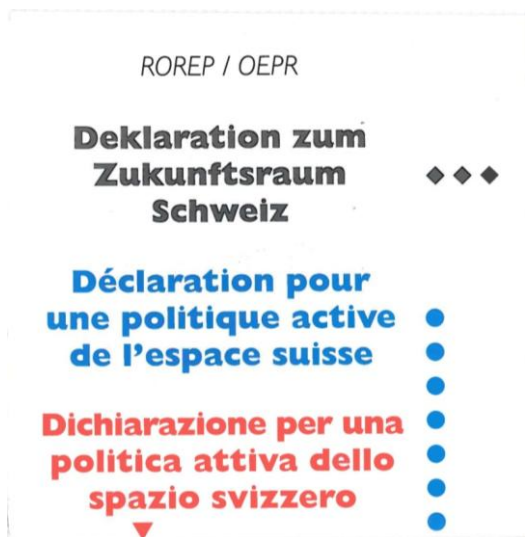 ROREP / OEPR
Deklaration zum
Zukunftsraum
Schweiz
Déclaration pour
une politique active
de l'espace suisse
Dichiarazione per una
politica attiva dello
spazio svizzero